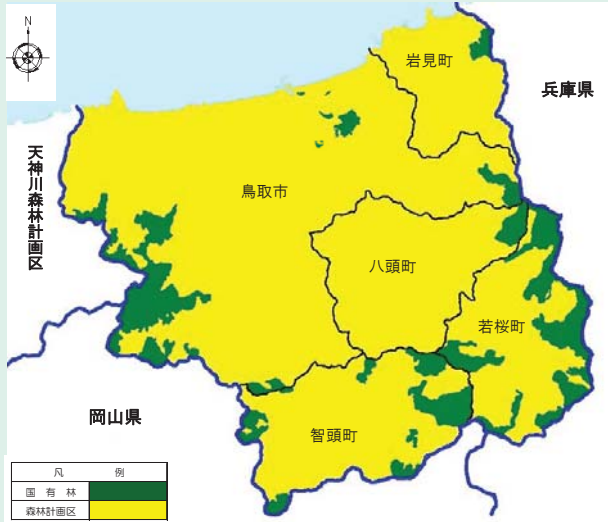 N
岩見町
兵庫県
天神川森林計画区
鳥取市
八頭町
若桜町
岡山県
智頭町
凡 例
国 有 林
森林計画区